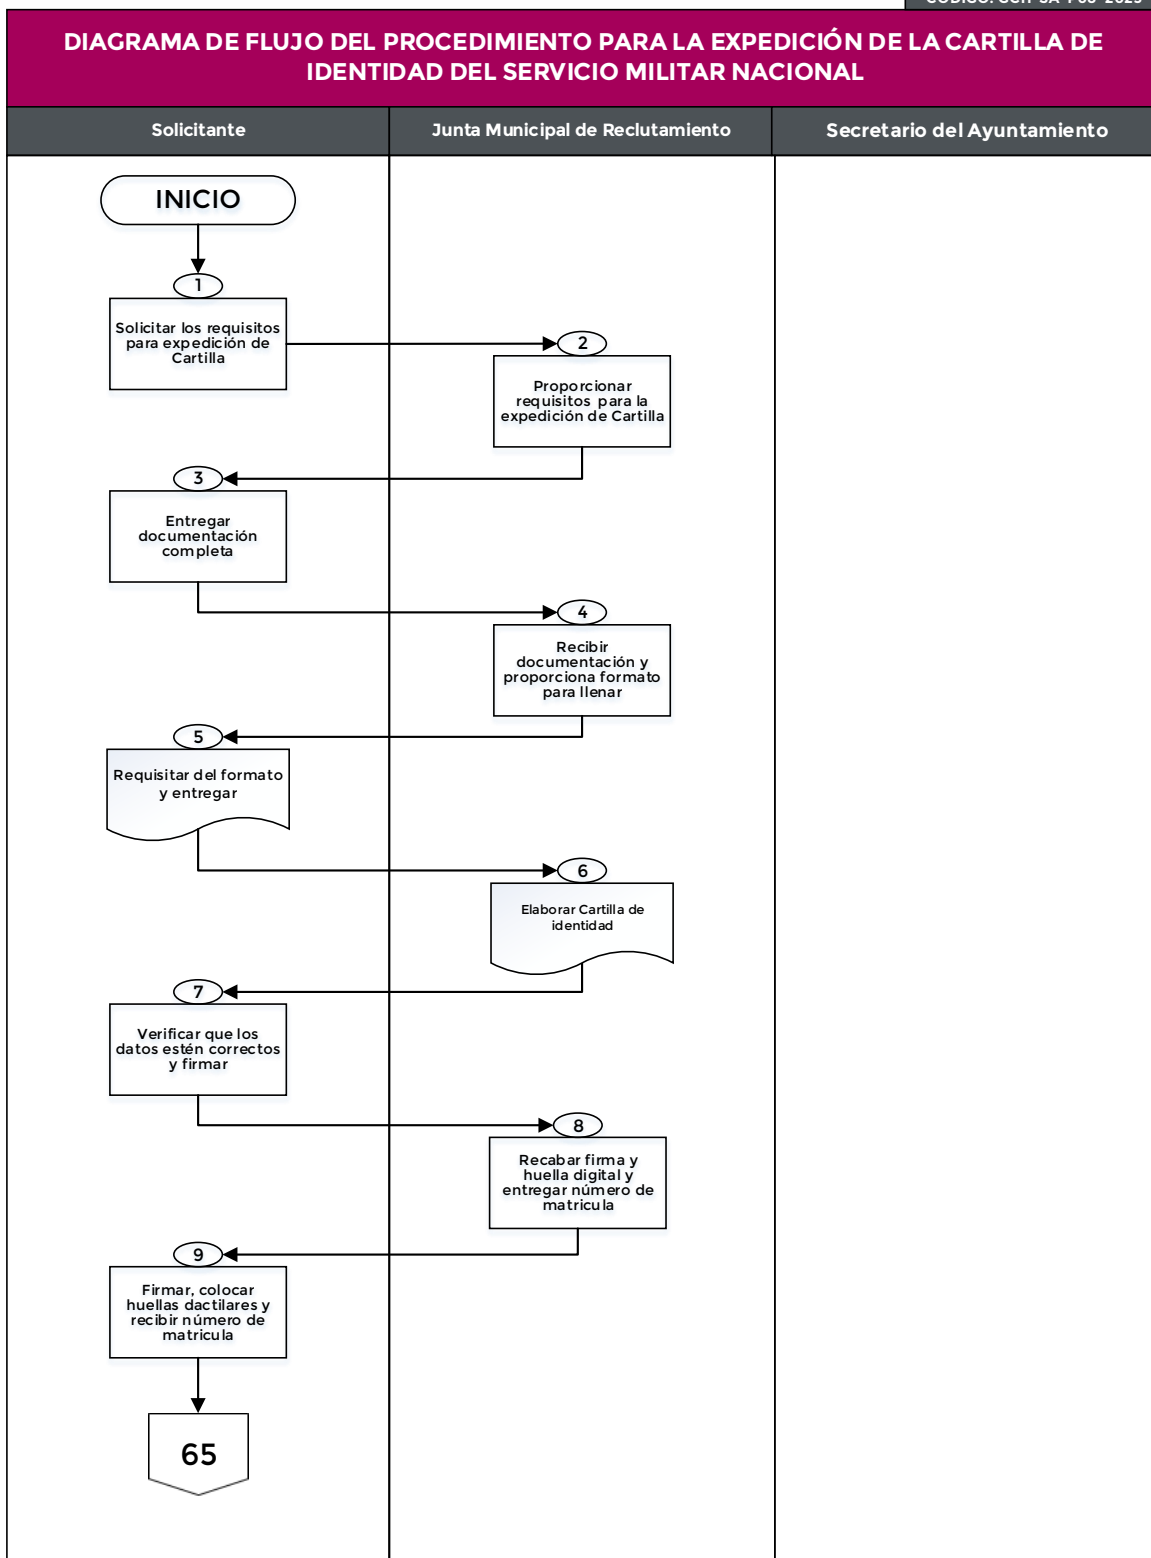 DIAGRAMA DE FLUJO DEL PROCEDIMIENTO PARA LA EXPEDICIÓN DE LA CARTILLA DE
IDENTIDAD DEL SERVICIO MILITAR NACIONAL
Solicitante
Junta Municipal de Reclutamiento
Secretario del Ayuntamiento
INICIO
1
Solicitar los requisitos
para expedición de
Cartilla
2
Proporcionar
requisitos para la
expedición de Cartilla
3
Entregar
documentación
completa
4
Recibir
documentación y
proporciona formato
para llenar
5
Requisitar del formato
y entregar
6
Elaborar Cartilla de
identidad
7
Verificar que los
datos estén correctos
y firmar
8
Recabar firma y
huella digital y
entregar número de
matricula
9
Firmar, colocar
huellas dactilares y
recibir número de
matricula
65